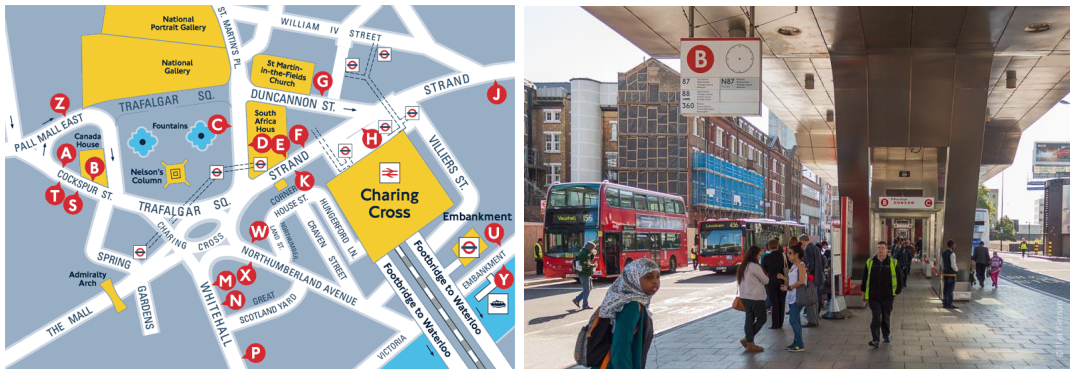 National
Portrait Gallery
National
Gallery
ST. MARTIN'S PL.
WILLIAM IV STREET
St Martin-
in-the-Fields
Church
G
STRAND
J
DUNCANNON ST.
TRAFALGAR SQ.
Z
PALL MALL EAST
Canada
House
Fountains
C
South
Africa
Hous
D
E
F
H
A
B
Nelson's
Column
STRAND
VILLIERS ST.
COCKSPUR ST.
T
S
TRAFALGAR SQ.
K
CORNER
HOUSE ST.
Charing
Cross
HUNGERFORD LN.
CRAVEN STREET
Embankment
CHARING CROSS
W
U
SPRING
GARDENS
NORTHUMBERLAND AVENUE
EMBANKMENT
Admiralty
Arch
M
X
N
Y
GREAT
SCOTLAND YARD
WHITEHALL
THE MALL
Footbridge to Waterloo
Footbridge to Waterloo
P
VICTORIA
B
87
88
360
N87
Vauxhall 156
436
B
C